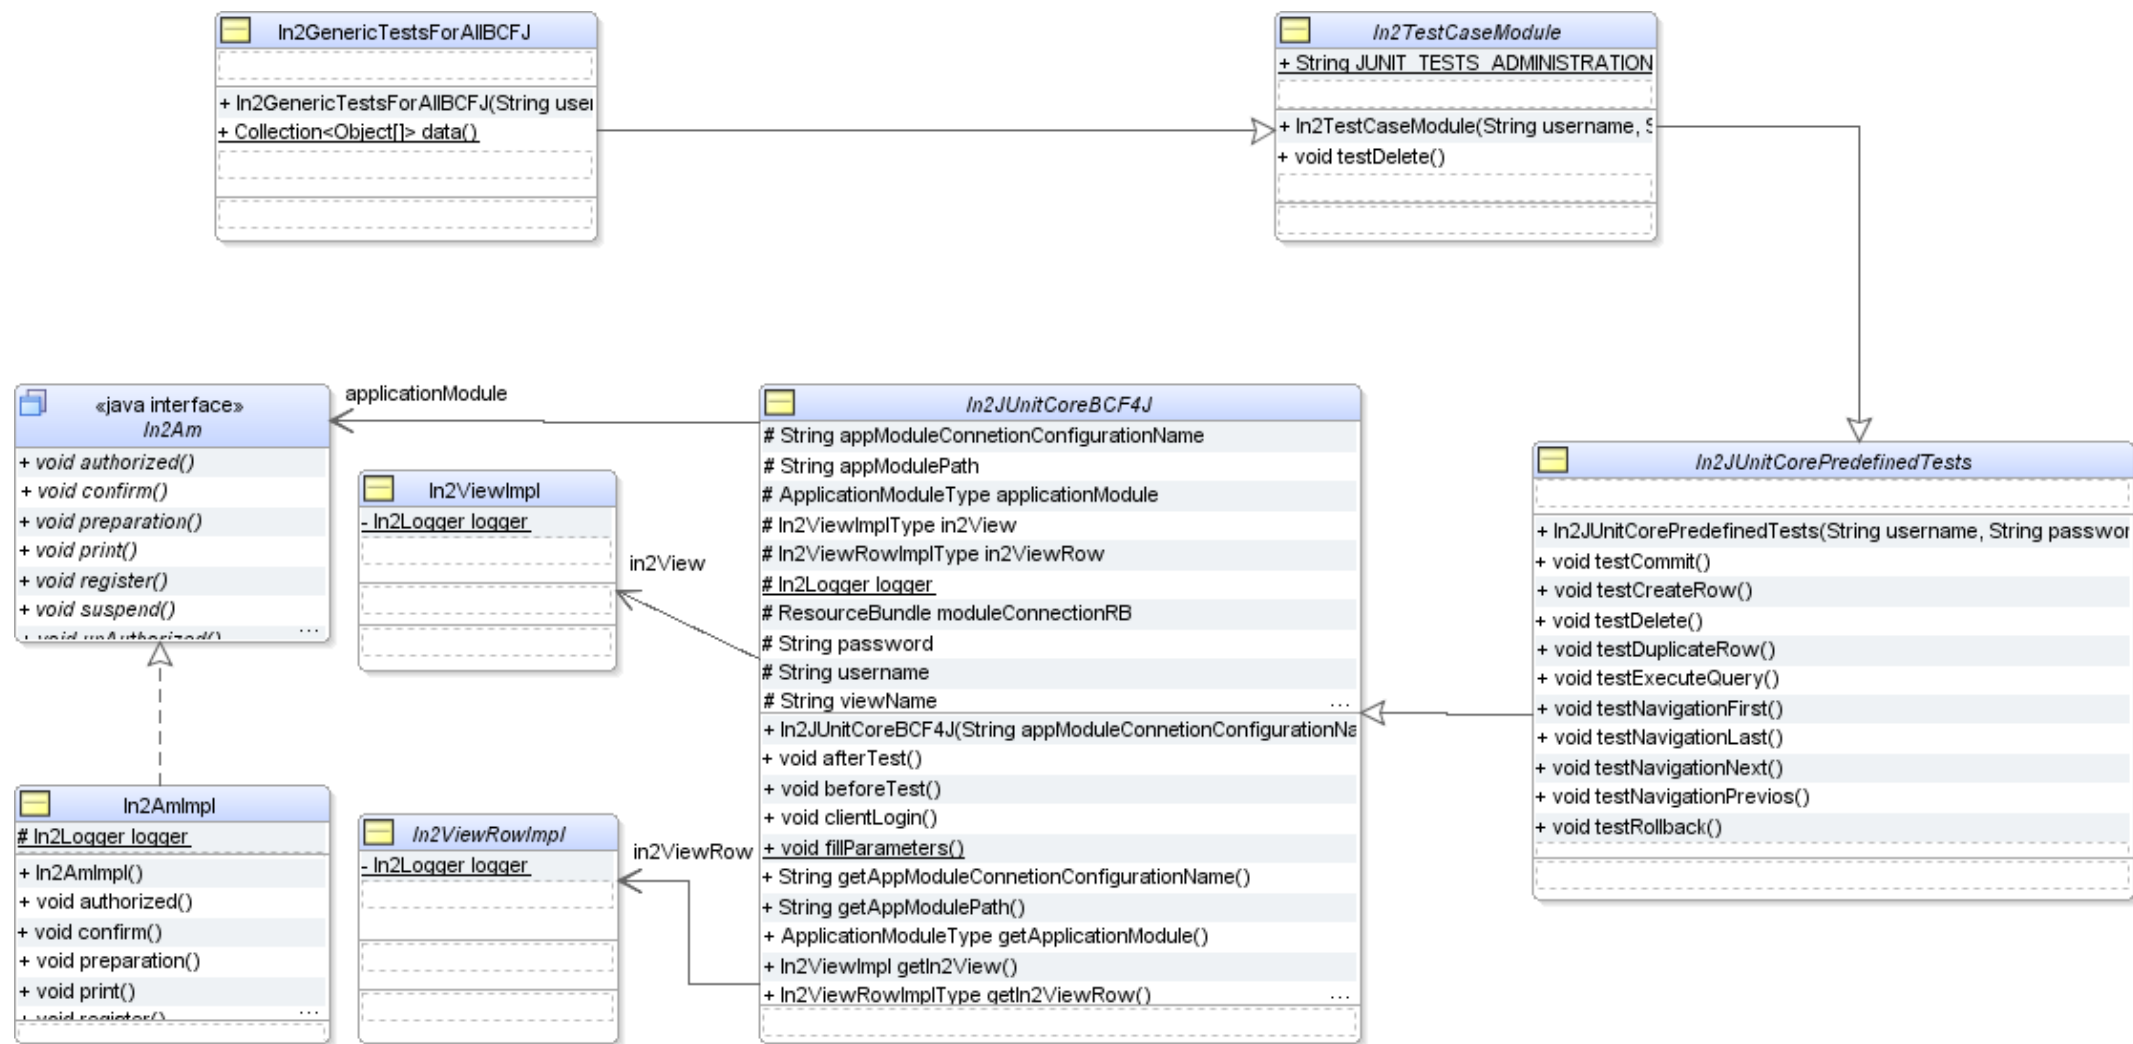 In2GenericTestsForAllBCFJ
+ In2GenericTestsForAllBCFJ(String user
+ Collection<Object[]> data()
In2TestCaseModule
+ String JUNIT_TESTS_ADMINISTRATION
+ In2TestCaseModule(String username, S
+ void testDelete()
«java interface»
In2Am
+ void authorized()
+ void confirm()
+ void preparation()
+ void print()
+ void register()
+ void suspend()
+ void unAuthorized()
...
applicationModule
In2ViewImpl
- In2Logger logger
in2View
In2JUnitCoreBCF4J
# String appModuleConnetionConfigurationName
# String appModulePath
# ApplicationModuleType applicationModule
# In2ViewImplType in2View
# In2ViewRowImplType in2ViewRow
# In2Logger logger
# ResourceBundle moduleConnectionRB
# String password
# String username
# String viewName
...
+ In2JUnitCoreBCF4J(String appModuleConnetionConfigurationNa
+ void afterTest()
+ void beforeTest()
+ void clientLogin()
+ void fillParameters()
+ String getAppModuleConnetionConfigurationName()
+ String getAppModulePath()
+ ApplicationModuleType getApplicationModule()
+ In2ViewImpl getIn2View()
+ In2ViewRowImplType getIn2ViewRow()
...
In2JUnitCorePredefinedTests
+ In2JUnitCorePredefinedTests(String username, String passwor
+ void testCommit()
+ void testCreateRow()
+ void testDelete()
+ void testDuplicateRow()
+ void testExecuteQuery()
+ void testNavigationFirst()
+ void testNavigationLast()
+ void testNavigationNext()
+ void testNavigationPrevios()
+ void testRollback()
In2AmImpl
# In2Logger logger
+ In2AmImpl()
+ void authorized()
+ void confirm()
+ void preparation()
+ void print()
+ void register()
...
In2ViewRowImpl
- In2Logger logger
in2ViewRow